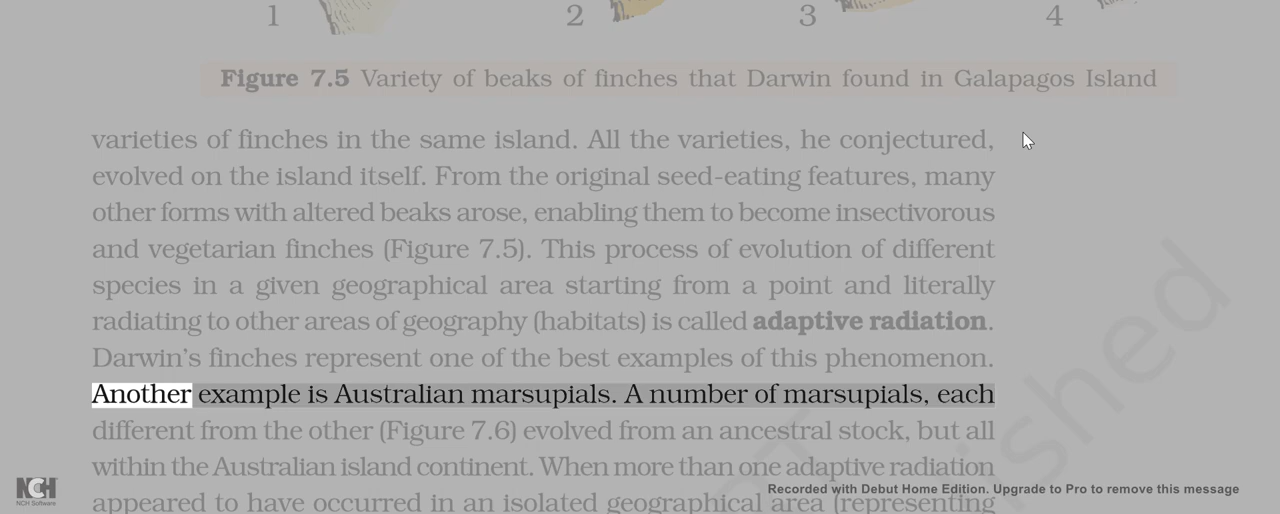 1 2 3 4
Figure 7.5 Variety of beaks of finches that Darwin found in Galapagos Island
varieties of finches in the same island. All the varieties, he conjectured,
evolved on the island itself. From the original seed-eating features, many
other forms with altered beaks arose, enabling them to become insectivorous
and vegetarian finches (Figure 7.5). This process of evolution of different
species in a given geographical area starting from a point and literally
radiating to other areas of geography (habitats) is called adaptive radiation.
Darwin's finches represent one of the best examples of this phenomenon.
Another example is Australian marsupials. A number of marsupials, each
different from the other (Figure 7.6) evolved from an ancestral stock, but all
within the Australian island continent. When more than one adaptive radiation
appeared to have occurred in an isolated geographical area (representing
NCH
NCH Software
Recorded with Debut Home Edition. Upgrade to Pro to remove this message